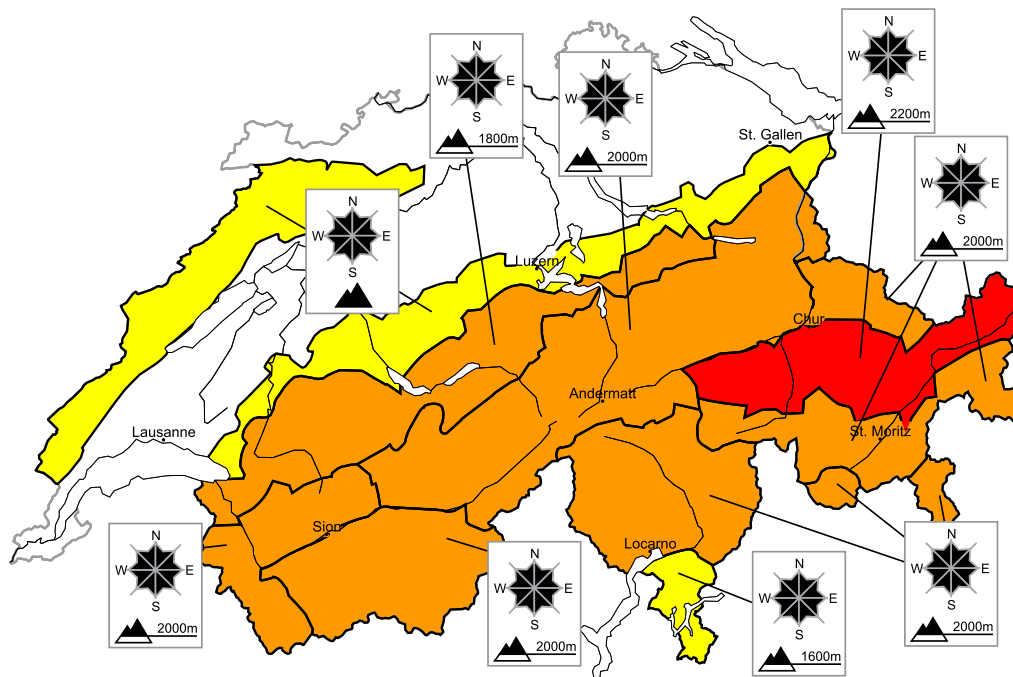 N
W E
S
1800m
N
W E
S
2000m
N
W E
S
2200m
St. Gallen
N
W E
S
2000m
N
W E
S
Luzern
Chur
Andermatt
Lausanne
St. Moritz
Sion
Locarno
N
W E
S
2000m
N
W E
S
2000m
N
W E
S
1600m
N
W E
S
2000m